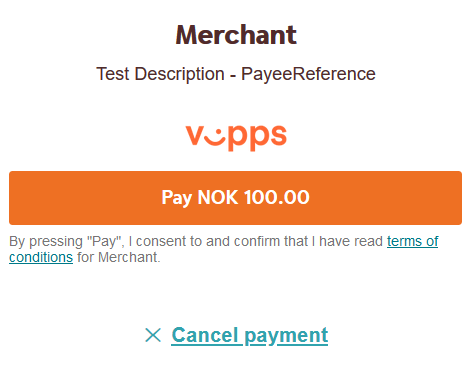 Merchant
Test Description - PayeeReference
vipps
Pay NOK 100.00
By pressing "Pay", I consent to and confirm that I have read terms of
conditions for Merchant.
Cancel payment